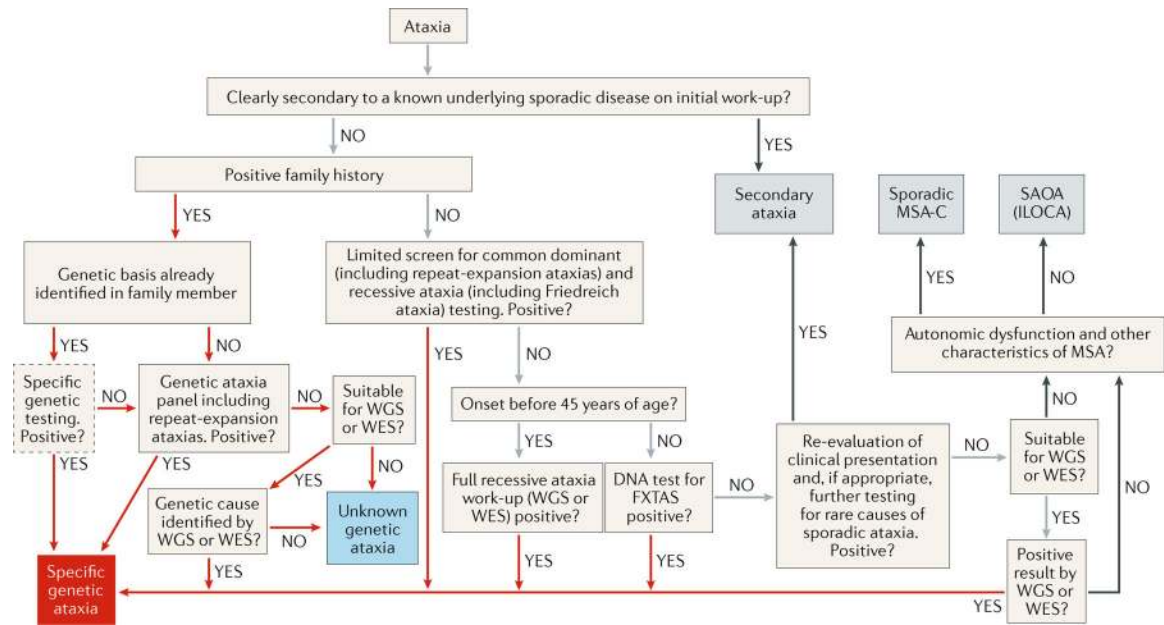 Ataxia
Clearly secondary to a known underlying sporadic disease on initial work-up?
NO
YES
Positive family history
Secondary
ataxia
Sporadic
MSA-C
SAOA
(ILOCA)
YES
NO
Genetic basis already
identified in family member
Limited screen for common dominant
(including repeat-expansion ataxias) and
recessive ataxia (including Friedreich
ataxia) testing. Positive?
YES
NO
YES
NO
YES
NO
YES
Autonomic dysfunction and other
characteristics of MSA?
Specific
genetic
testing.
Positive?
NO
Genetic ataxia
panel including
repeat-expansion
ataxias. Positive?
NO
Suitable
for WGS
or WES?
Onset before 45 years of age?
NO
YES
NO
Re-evaluation of
clinical presentation
and, if appropriate,
further testing
for rare causes of
sporadic ataxia.
Positive?
NO
Suitable
for WGS
or WES?
NO
YES
YES
YES
NO
Genetic cause
identified by
WGS or WES?
NO
Unknown
genetic
ataxia
Full recessive ataxia
work-up (WGS or
WES) positive?
DNA test for
FXTAS
positive?
NO
YES
YES
YES
YES
Specific
genetic
ataxia
Positive
result by
WGS or
WES?
YES